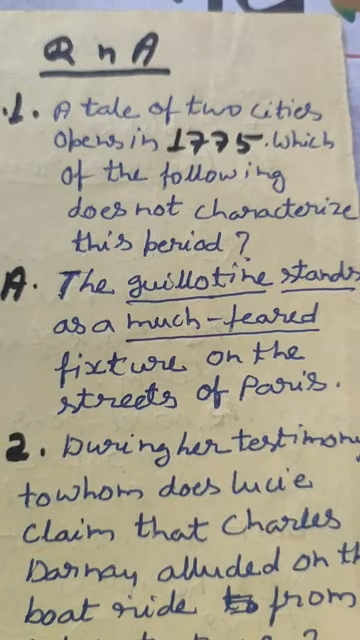 Q n A
1. A tale of two cities
opens in 1775. Which
of the following
does not characterize
this period?
A. The guillotine stands
as a much-feared
fixture on the
streets of Paris.
2. During her testimony
to whom does lucie
claim that Charles
Darnay alluded on th
boat ride from